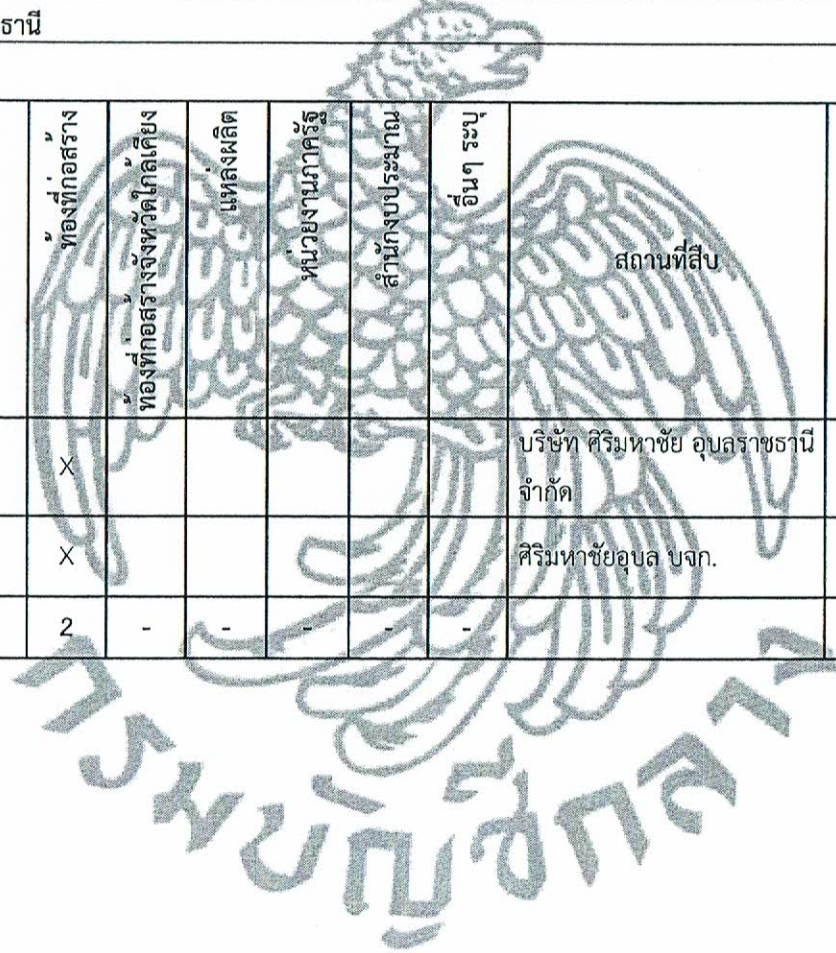 ธานี
ท้องที่ก่อสร้าง
ท้องที่ก่อสร้างจังหวัดใกล้เคียง
แหล่งผลิต
หน่วยงานภาครัฐ
สำนักงบประมาณ
อื่นๆ ระบุ
สถานที่สืบ
X
บริษัท ศิริมหาชัย อุบลราชธานี
จำกัด
X
ศิริมหาชัยอุบล บจก.
2 - - - - -
กรมบัญชีกลาง